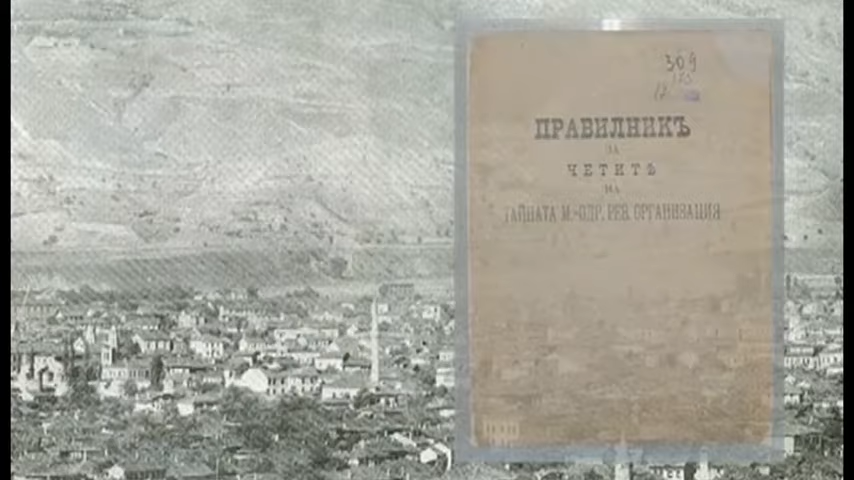 309
ПРАВИЛНИКЪ
ЗА
ЧЕТИТѢ
НА
ТАЙНАТА М.-ОДР. РЕВ. ОРГАНИЗАЦИЯ